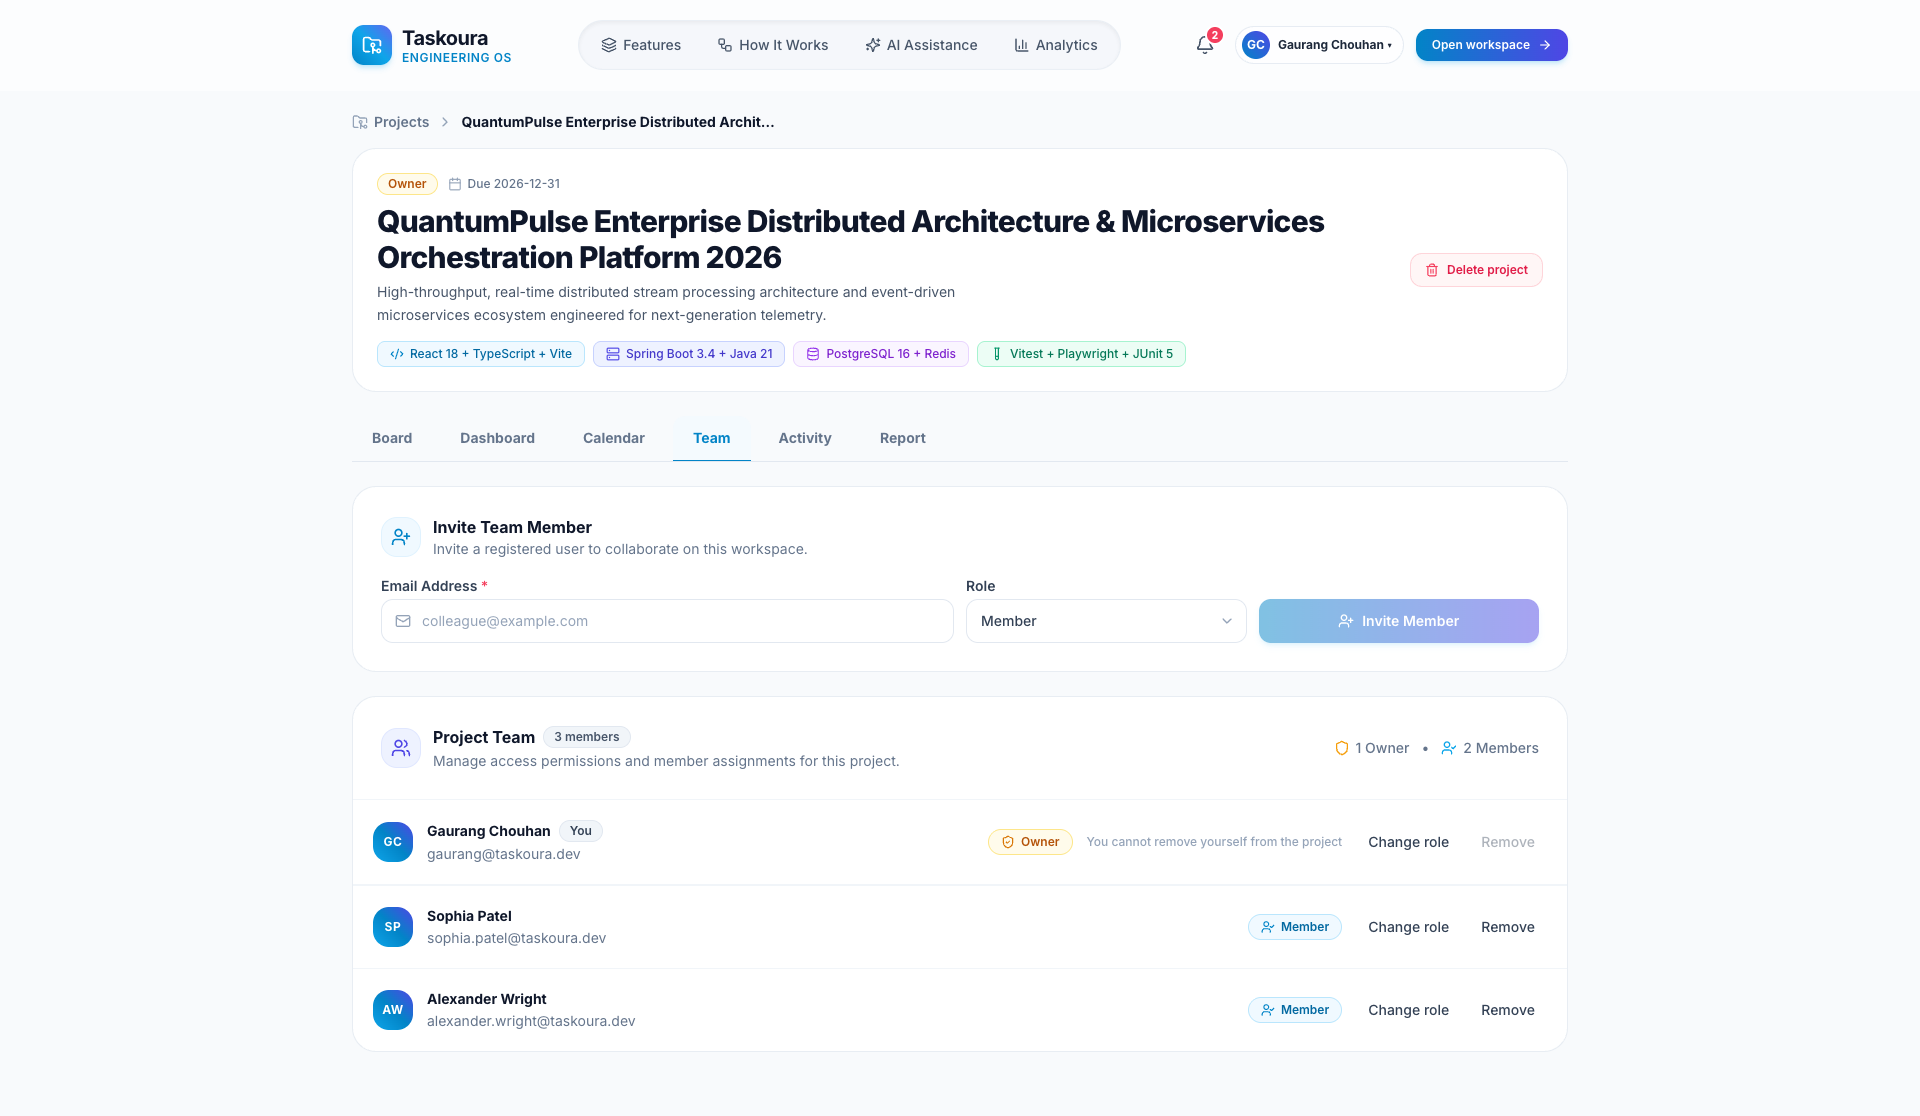 Taskoura
ENGINEERING OS
Features
How It Works
AI Assistance
Analytics
2
GC
Gaurang Chouhan
Open workspace
Projects
QuantumPulse Enterprise Distributed Archit...
Owner
Due 2026-12-31
QuantumPulse Enterprise Distributed Architecture & Microservices
Orchestration Platform 2026
Delete project
High-throughput, real-time distributed stream processing architecture and event-driven
microservices ecosystem engineered for next-generation telemetry.
React 18 + TypeScript + Vite
Spring Boot 3.4 + Java 21
PostgreSQL 16 + Redis
Vitest + Playwright + JUnit 5
Board
Dashboard
Calendar
Team
Activity
Report
Invite Team Member
Invite a registered user to collaborate on this workspace.
Email Address *
colleague@example.com
Role
Member
Invite Member
Project Team
3 members
Manage access permissions and member assignments for this project.
1 Owner • 2 Members
GC
Gaurang Chouhan
You
gaurang@taskoura.dev
Owner
You cannot remove yourself from the project
Change role
Remove
SP
Sophia Patel
sophia.patel@taskoura.dev
Member
Change role
Remove
AW
Alexander Wright
alexander.wright@taskoura.dev
Member
Change role
Remove